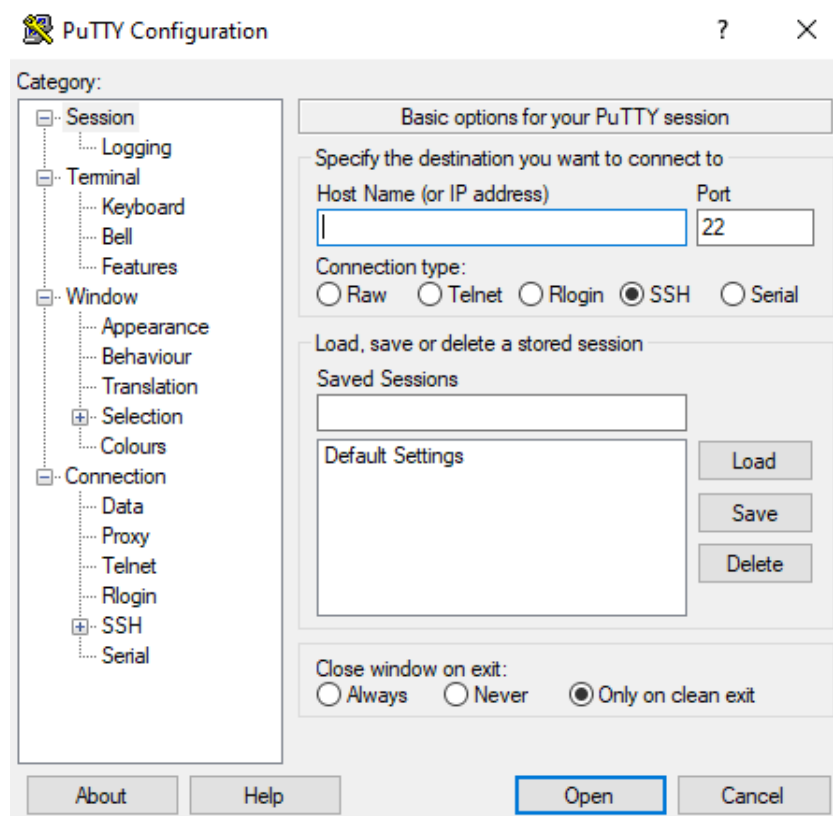 PuTTY Configuration
?
Category:
Session
Logging
Terminal
Keyboard
Bell
Features
Window
Appearance
Behaviour
Translation
Selection
Colours
Connection
Data
Proxy
Telnet
Rlogin
SSH
Serial
Basic options for your PuTTY session
Specify the destination you want to connect to
Host Name (or IP address) Port
22
Connection type:
Raw Telnet Rlogin SSH Serial
Load, save or delete a stored session
Saved Sessions
Default Settings
Load
Save
Delete
Close window on exit:
Always Never Only on clean exit
About Help Open Cancel